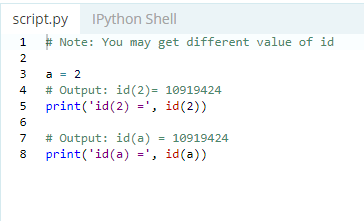 script.py IPython Shell
1 # Note: You may get different value of id
2
3 a = 2
4 # Output: id(2)= 10919424
5 print('id(2) =', id(2))
6
7 # Output: id(a) = 10919424
8 print('id(a) =', id(a))